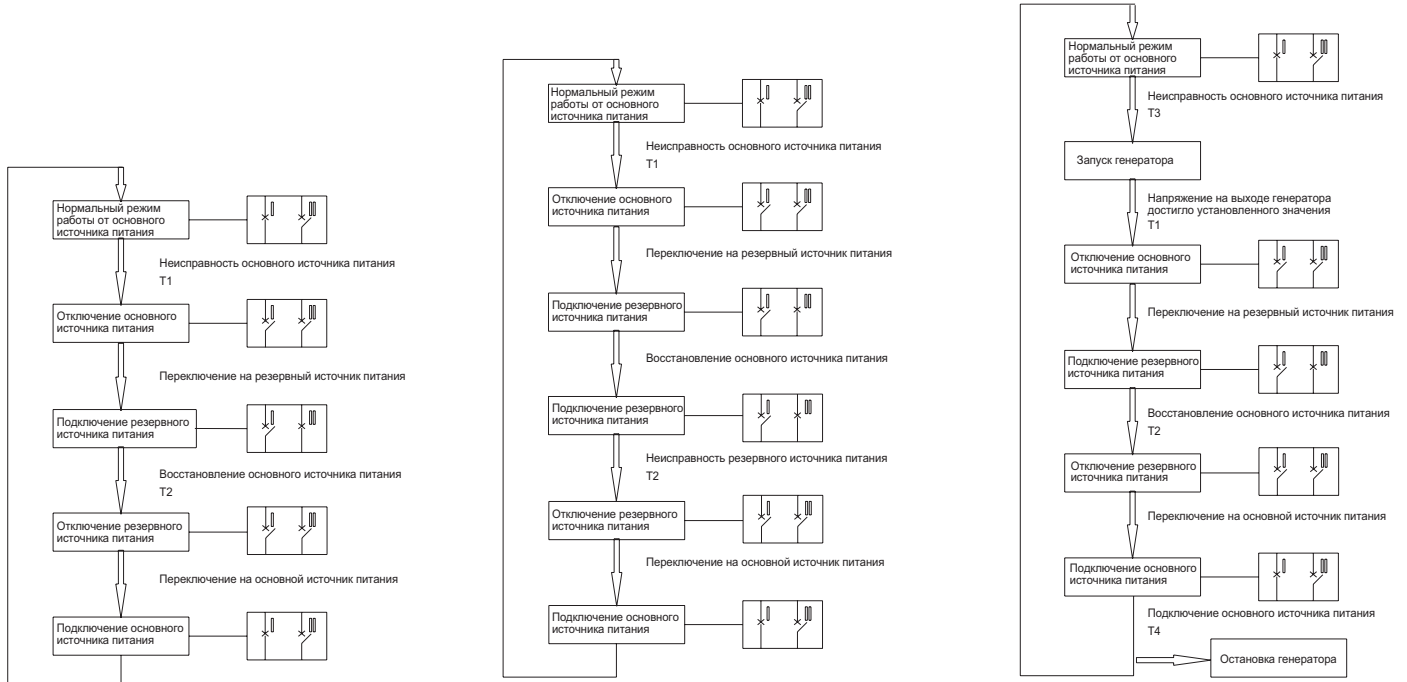 Нормальный режим
работы от основного
источника питания
Неисправность основного источника питания
T1
Отключение основного
источника питания
Переключение на резервный источник питания
Подключение резервного
источника питания
Восстановление основного источника питания
T2
Отключение резервного
источника питания
Переключение на основной источник питания
Подключение основного
источника питания
Нормальный режим
работы от основного
источника питания
Неисправность основного источника питания
T1
Отключение основного
источника питания
Переключение на резервный источник питания
Подключение резервного
источника питания
Восстановление основного источника питания
Подключение резервного
источника питания
Неисправность резервного источника питания
T2
Отключение резервного
источника питания
Переключение на основной источник питания
Подключение основного
источника питания
Нормальный режим
работы от основного
источника питания
Неисправность основного источника питания
T3
Запуск генератора
Напряжение на выходе генератора
достигло установленного значения
T1
Отключение основного
источника питания
Переключение на резервный источник питания
Подключение резервного
источника питания
Восстановление основного источника питания
T2
Отключение резервного
источника питания
Переключение на основной источник питания
Подключение основного
источника питания
Подключение основного источника питания
T4
Остановка генератора